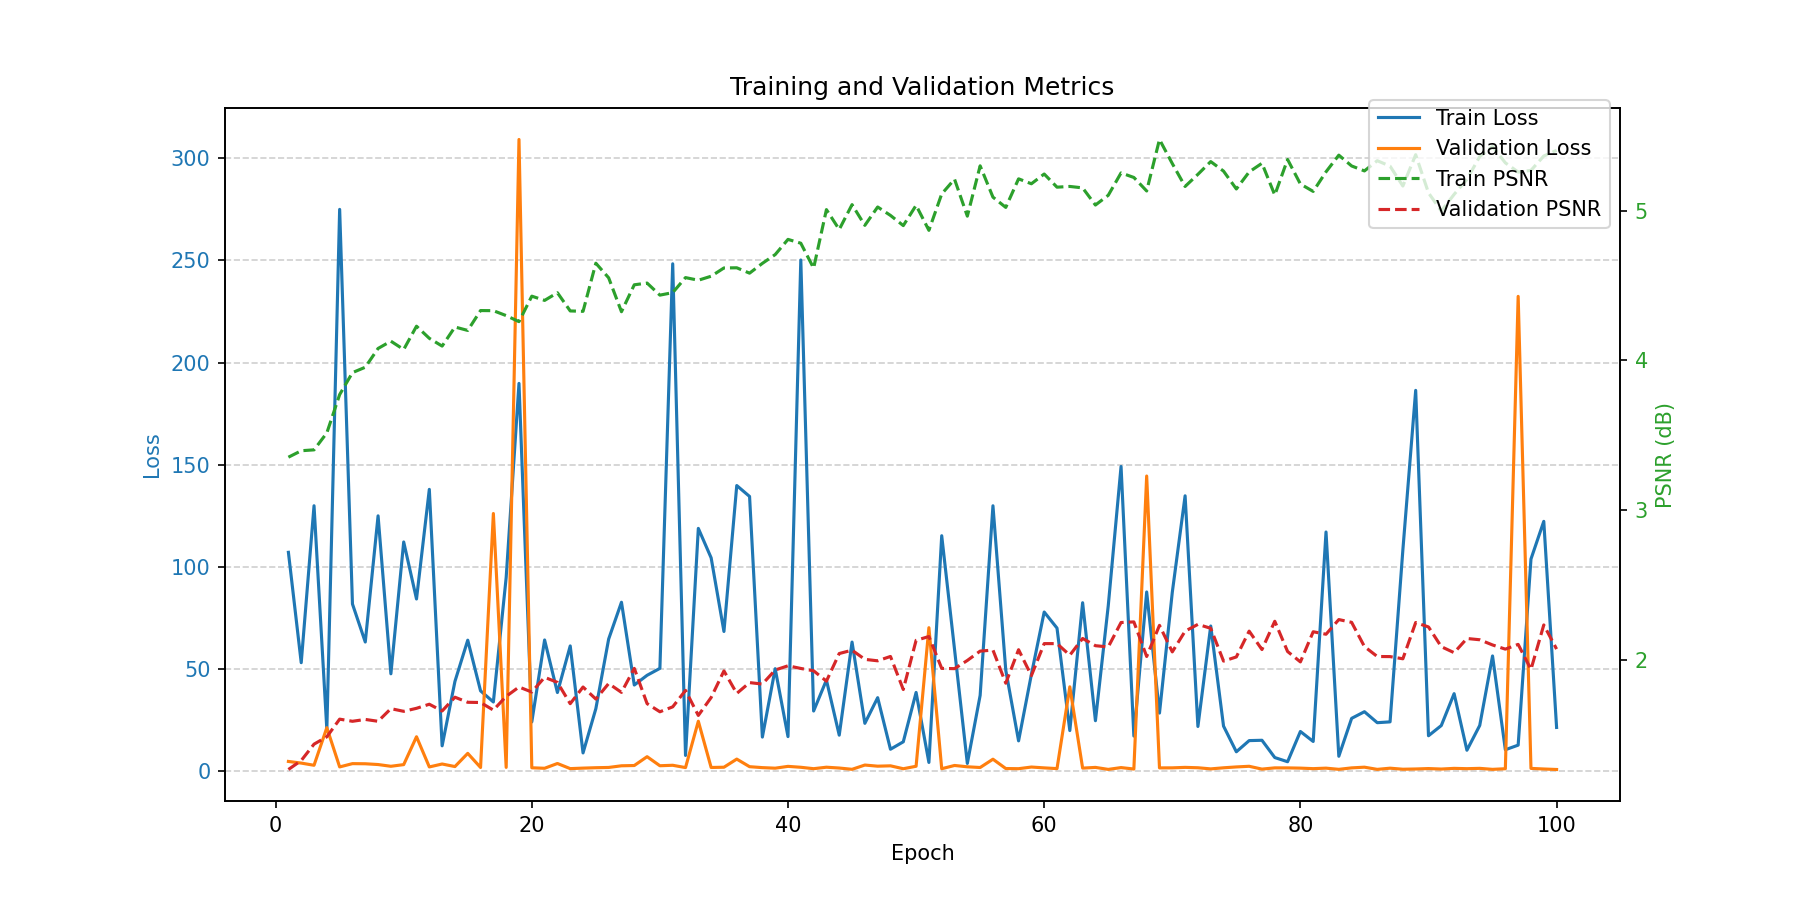 Training and Validation Metrics
Train Loss
Validation Loss
Train PSNR
Validation PSNR
300
250
200
150
100
50
0
Loss
5
4
3
2
PSNR (dB)
0
20
40
60
80
100
Epoch